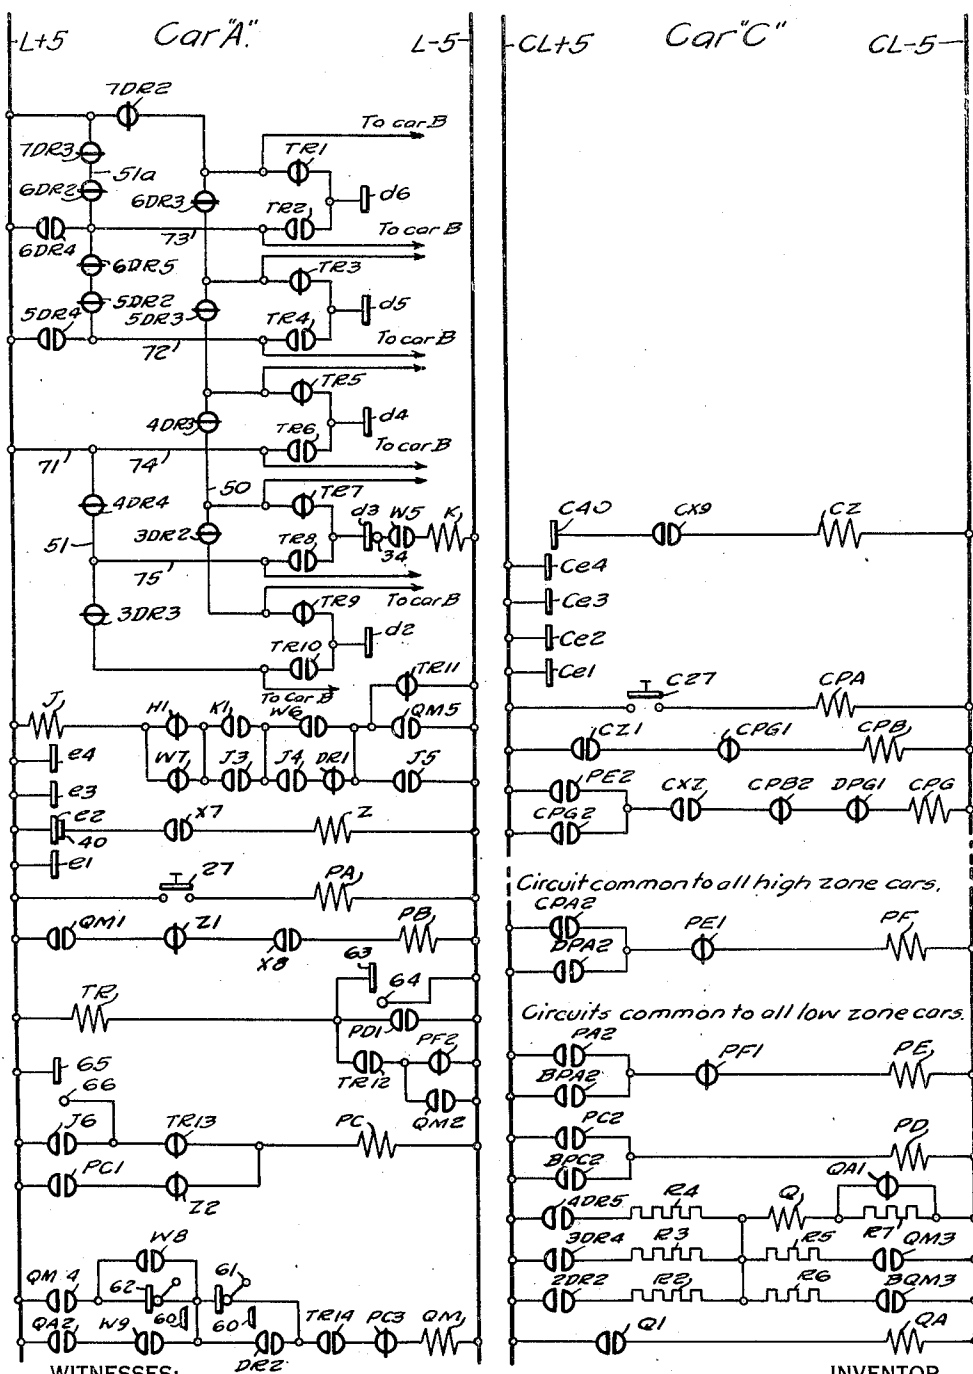 L+5 Car "A." L-5
CL+5 Car "C" CL-5
7DR2
To car B
7DR3
TR1
51a
6DR2
6DR3
d6
TR2
To car B
6DR4
73
6DR5
TR3
5DR2
5DR4
5DR3
d5
TR4
To car B
72
TR5
4DR3
d4
TR6
To car B
71
74
50
TR7
4DR4
d3
W5
K
51
3DR2
TR8
34
75
To car B
3DR3
TR9
d2
TR10
TR11
To Car B
J
H1
K1
W6
QM5
e4
W7
J3
J4
DR1
J5
e3
e2
X7
Z
40
e1
27
PA
QM1
Z1
PB
X8
63
64
TR
PD1
PF2
65
TR12
66
QM2
J6
TR13
PC
PC1
Z2
W8
QM4
62
61
60
60
QA2
W9
TR14
PC3
QM
DR2
WITNESSES:
C40
CX9
CZ
Ce4
Ce3
Ce2
Ce1
C27
CPA
CZ1
CPG1
CPB
PE2
CXZ
CPB2
DPG1
CPG
CPG2
Circuit common to all high zone cars.
CPA2
PE1
PF
DPA2
Circuits common to all low zone cars.
PA2
PF1
PE
BPA2
PC2
PD
BPC2
QA1
4DR5
R4
Q
R7
3DR4
R3
R5
QM3
2DR2
R2
R6
BQM3
Q1
QA
INVENTOR